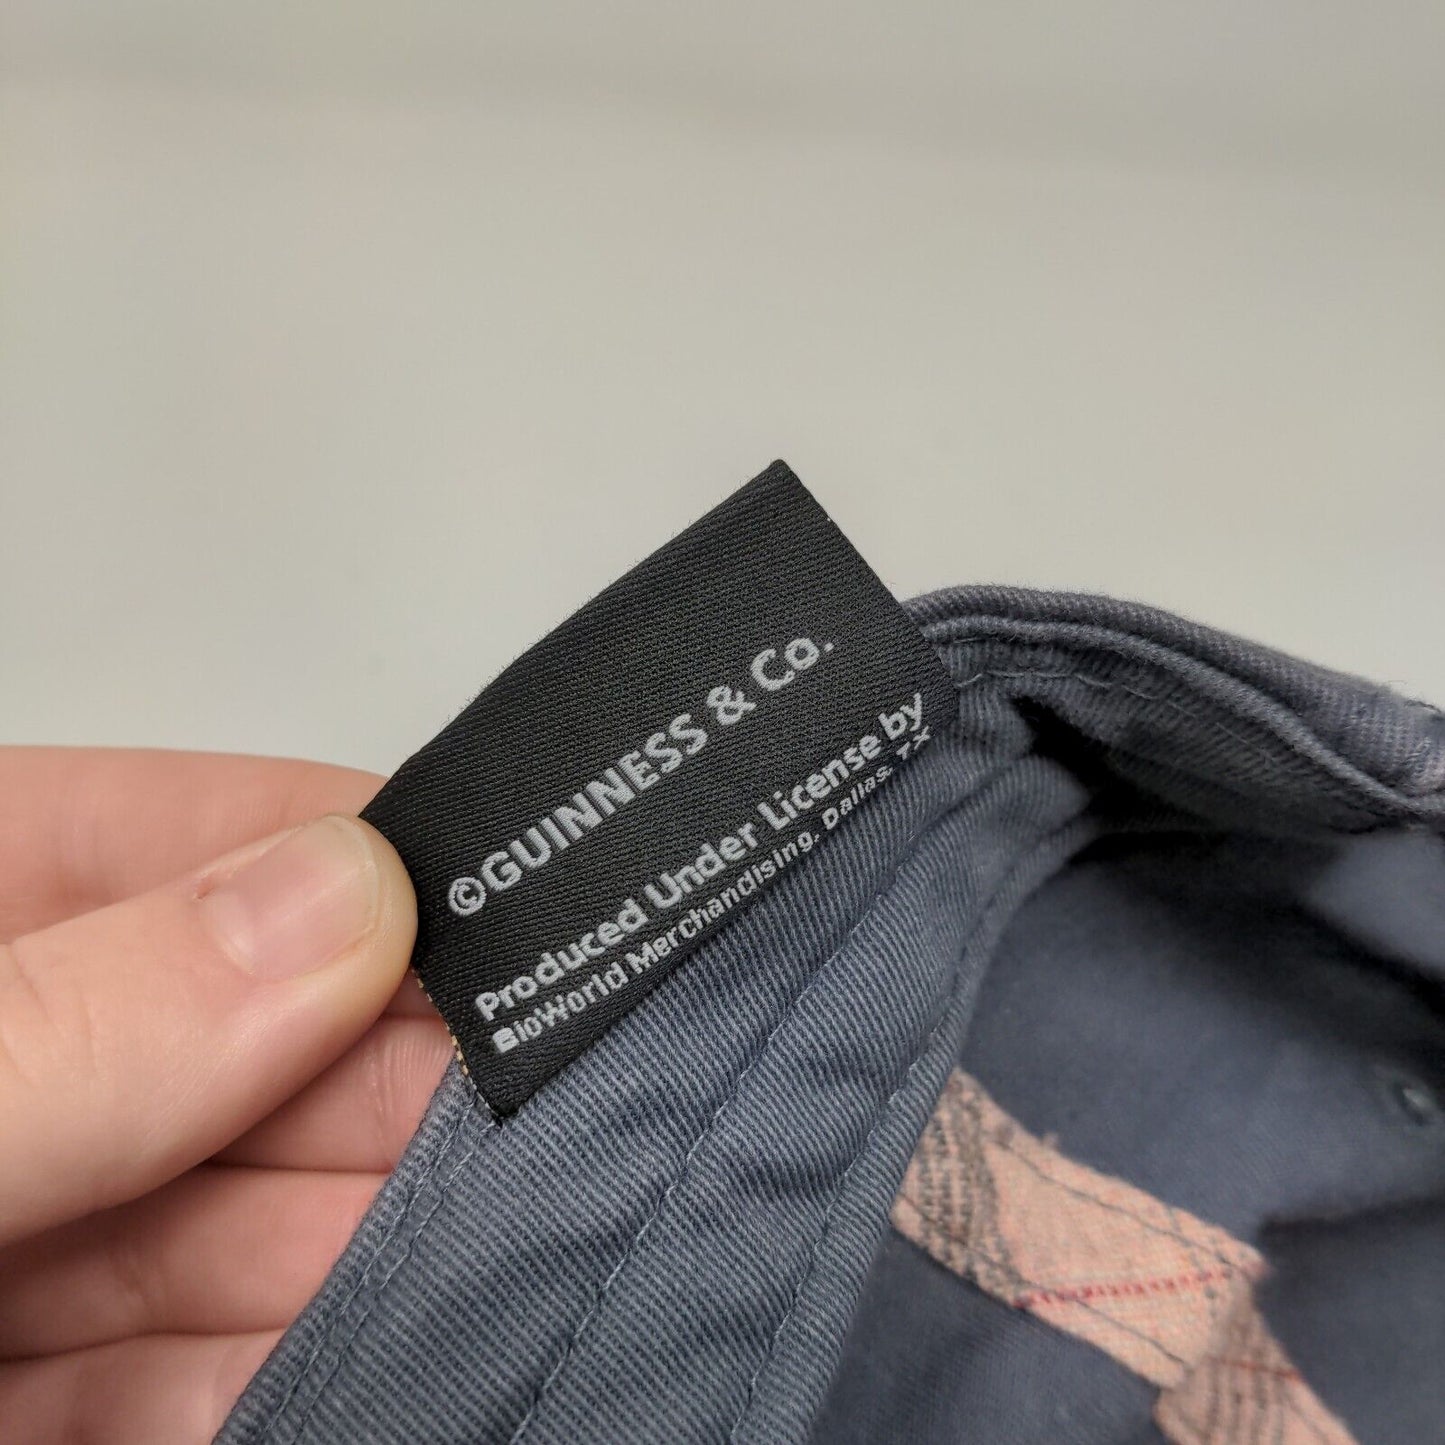 ©GUINNESS & Co.
Produced Under License by
BioWorld Merchandising, Dallas, TX